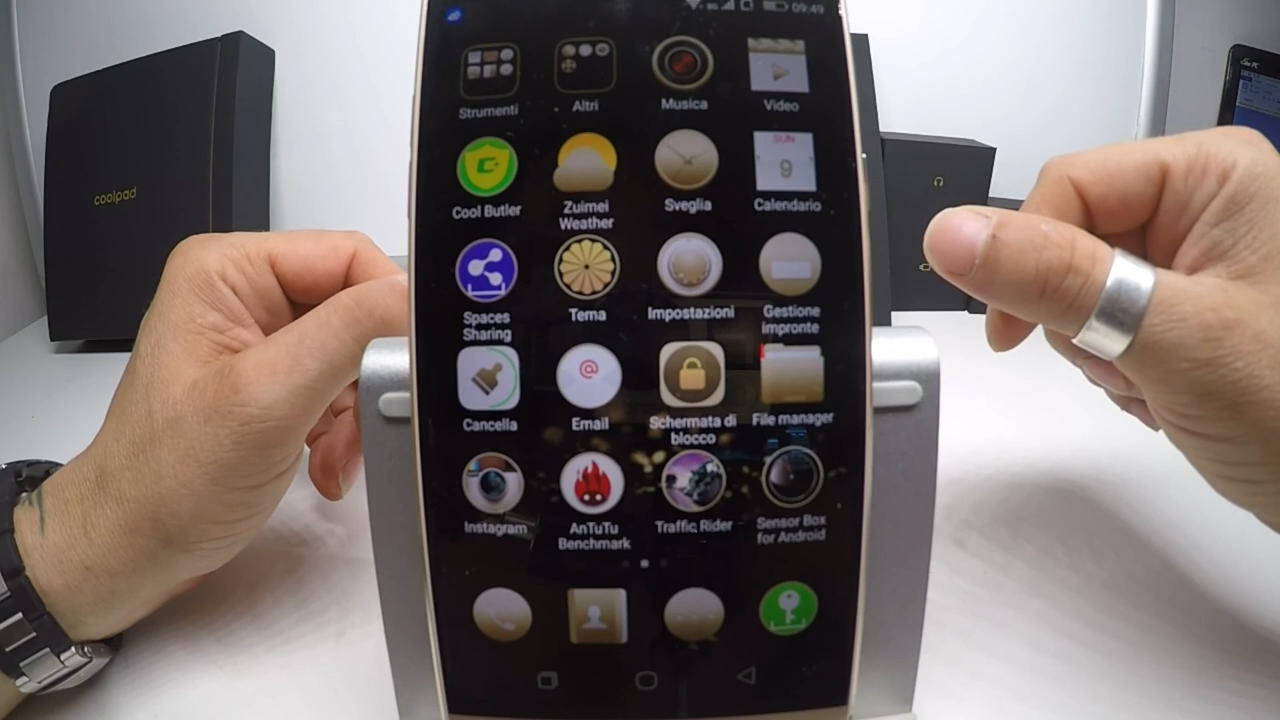 09:49
Strumenti
Altri
Musica
Video
SUN
9
Cool Butler
Zuimei
Weather
Sveglia
Calendario
coolpad
Spaces
Sharing
Tema
Impostazioni
Gestione
impronte
@
Cancella
Email
Schermata di
blocco
File manager
Instagram
AnTuTu
Benchmark
Traffic Rider
Sensor Box
for Android